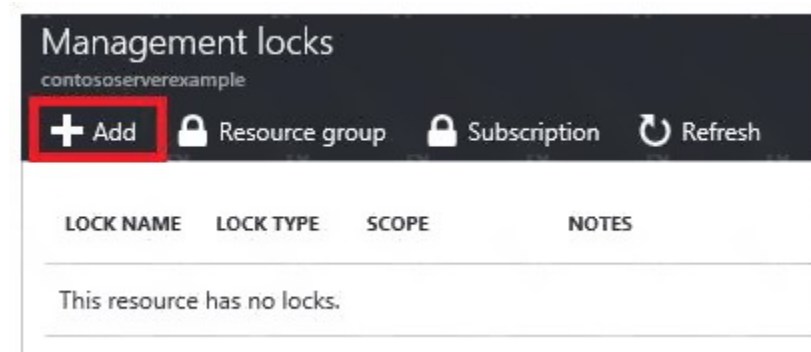 Management locks
contososerverexample
Add Resource group Subscription Refresh
LOCK NAME LOCK TYPE SCOPE NOTES
This resource has no locks.